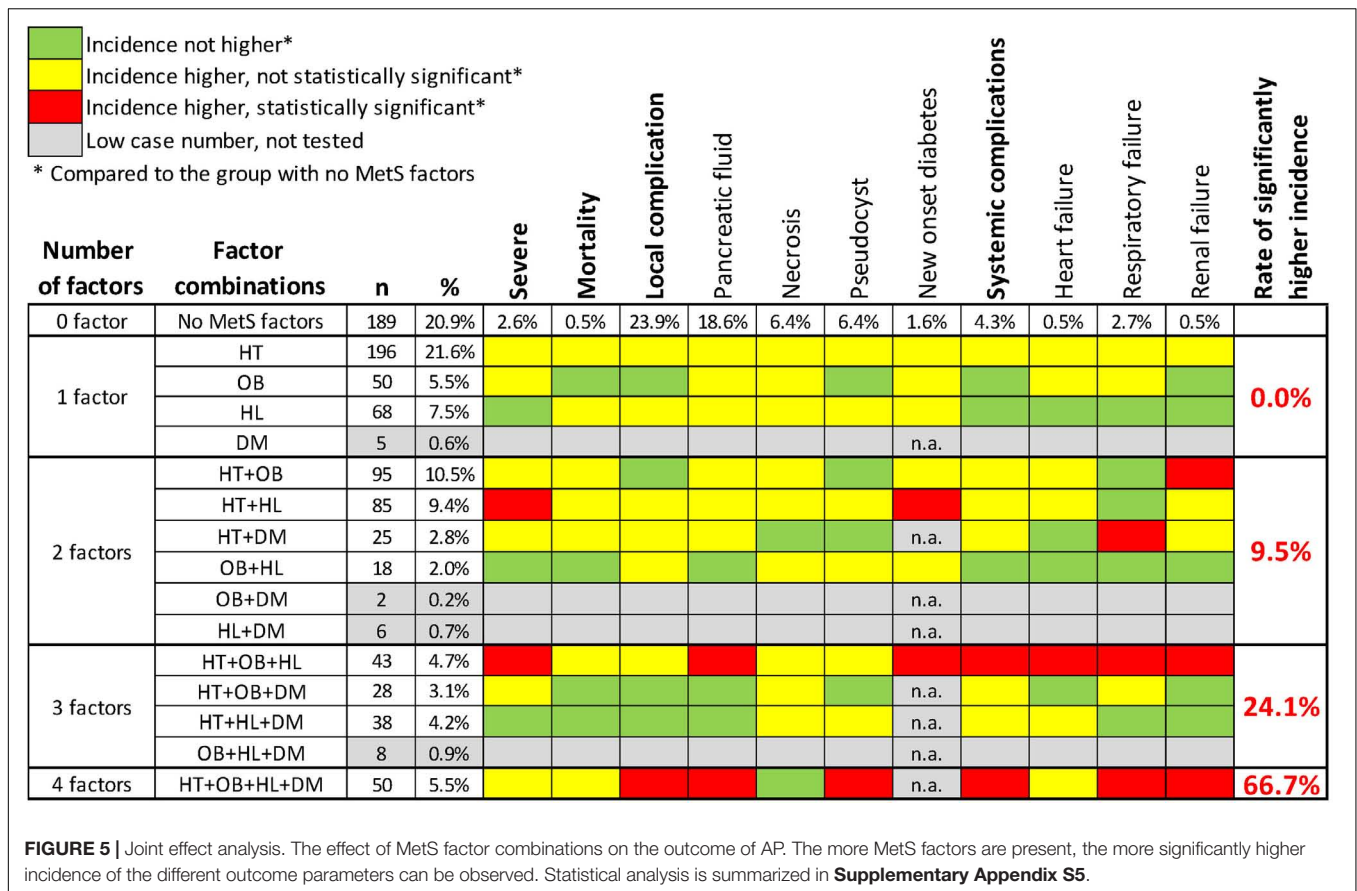 Incidence not higher*
Incidence higher, not statistically significant*
Incidence higher, statistically significant*
Low case number, not tested
* Compared to the group with no MetS factors
Number of factors
Factor combinations
n
%
Severe
Mortality
Local complication
Pancreatic fluid
Necrosis
Pseudocyst
New onset diabetes
Systemic complications
Heart failure
Respiratory failure
Renal failure
Rate of significantly higher incidence
0 factor No MetS factors 189 20.9% 2.6% 0.5% 23.9% 18.6% 6.4% 6.4% 1.6% 4.3% 0.5% 2.7% 0.5%
1 factor
HT 196 21.6%
OB 50 5.5%
HL 68 7.5%
DM 5 0.6% n.a.
0.0%
2 factors
HT+OB 95 10.5%
HT+HL 85 9.4%
HT+DM 25 2.8% n.a.
OB+HL 18 2.0%
OB+DM 2 0.2% n.a.
HL+DM 6 0.7% n.a.
9.5%
3 factors
HT+OB+HL 43 4.7%
HT+OB+DM 28 3.1% n.a.
HT+HL+DM 38 4.2% n.a.
OB+HL+DM 8 0.9% n.a.
24.1%
4 factors HT+OB+HL+DM 50 5.5% n.a. 66.7%
FIGURE 5 | Joint effect analysis. The effect of MetS factor combinations on the outcome of AP. The more MetS factors are present, the more significantly higher
incidence of the different outcome parameters can be observed. Statistical analysis is summarized in Supplementary Appendix S5.